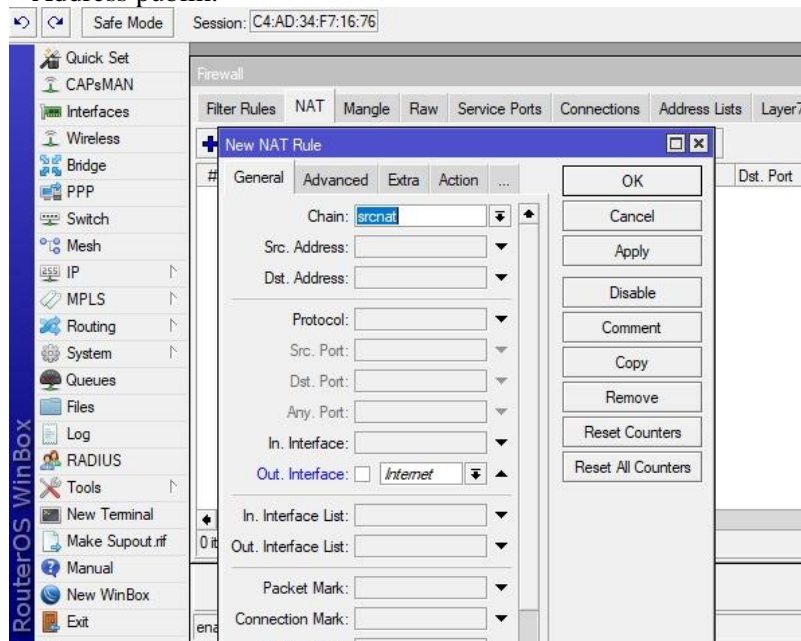 Address publik.
Safe Mode
Session: C4:AD:34:F7:16:76
Quick Set
CAPsMAN
Interfaces
Wireless
Bridge
PPP
Switch
Mesh
IP
MPLS
Routing
System
Queues
Files
Log
RADIUS
Tools
New Terminal
Make Supout.rif
Manual
New WinBox
Exit
RouterOS WinBox
Firewall
Filter Rules NAT Mangle Raw Service Ports Connections Address Lists Layer7
New NAT Rule
# Dst. Port
General Advanced Extra Action ...
Chain: srcnat
Src. Address:
Dst. Address:
Protocol:
Src. Port:
Dst. Port:
Any. Port:
In. Interface:
Out. Interface: Internet
In. Interface List:
Out. Interface List:
Packet Mark:
Connection Mark:
OK
Cancel
Apply
Disable
Comment
Copy
Remove
Reset Counters
Reset All Counters
0 it
ena